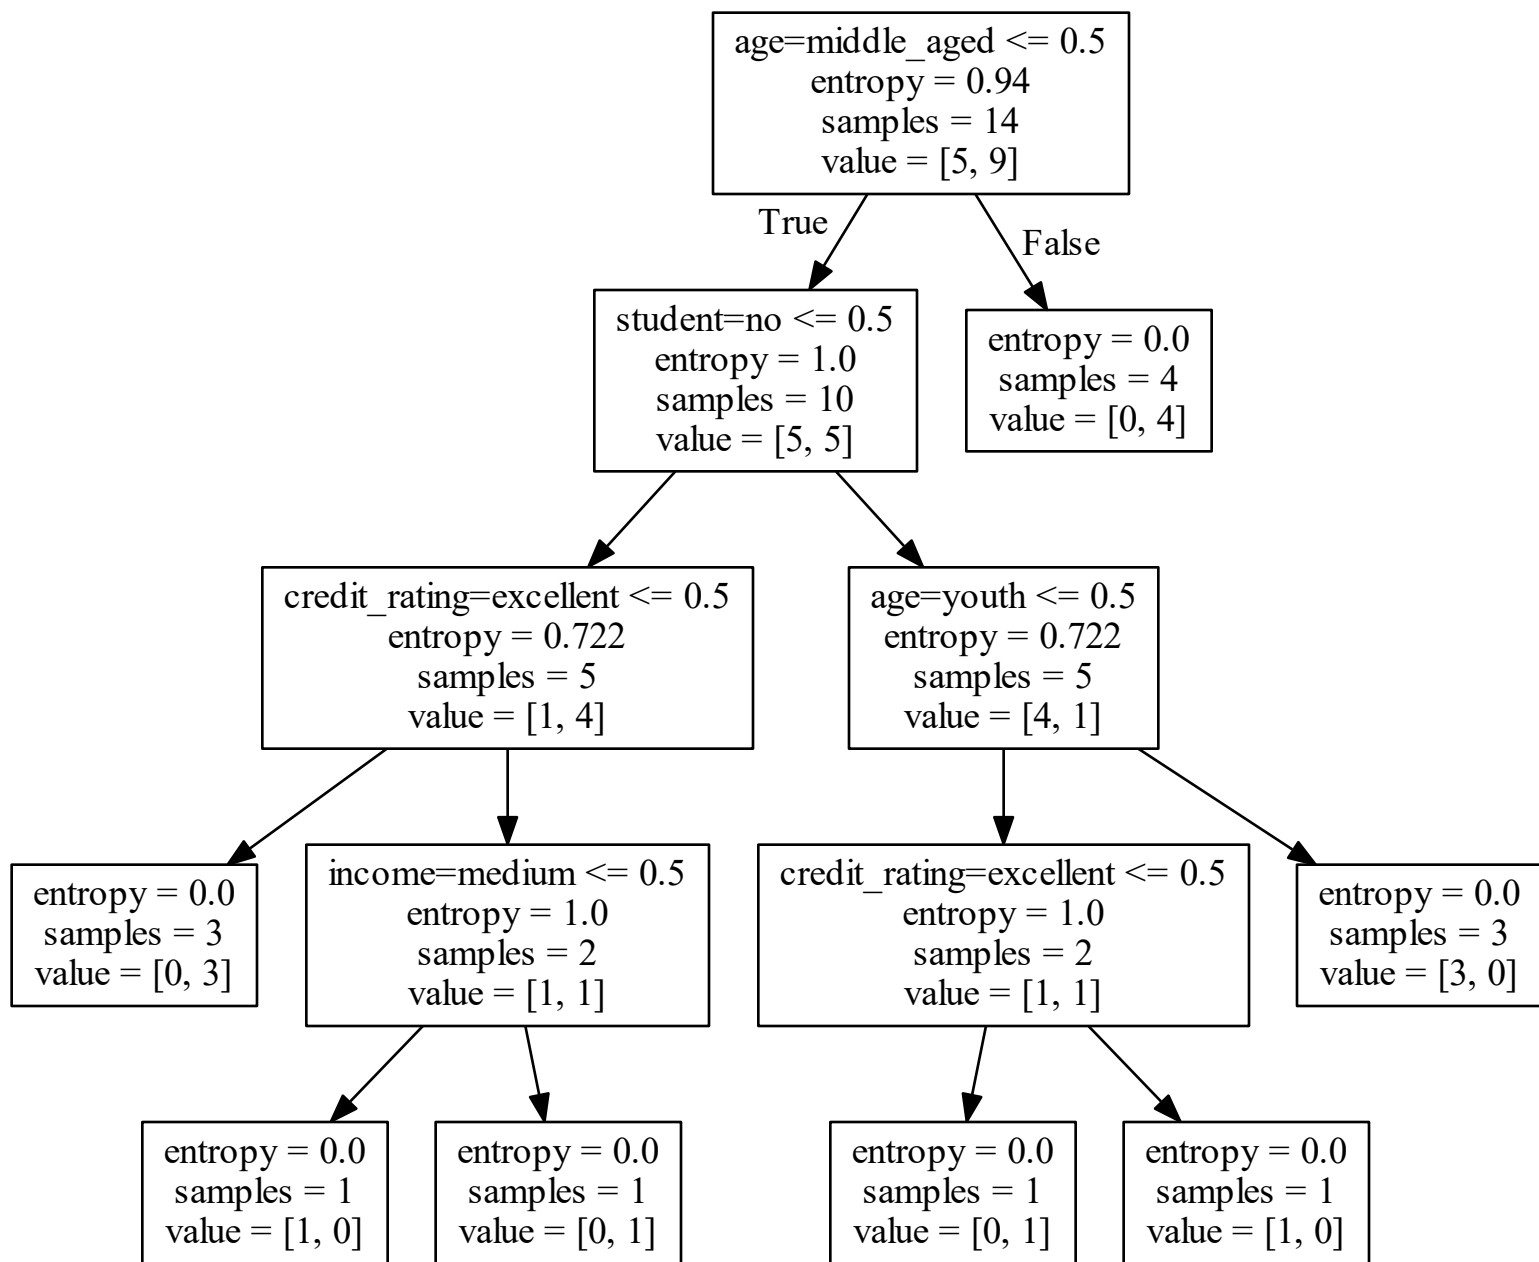 age=middle_aged <= 0.5
entropy = 0.94
samples = 14
value = [5, 9]
True
False
student=no <= 0.5
entropy = 1.0
samples = 10
value = [5, 5]
entropy = 0.0
samples = 4
value = [0, 4]
credit_rating=excellent <= 0.5
entropy = 0.722
samples = 5
value = [1, 4]
age=youth <= 0.5
entropy = 0.722
samples = 5
value = [4, 1]
entropy = 0.0
samples = 3
value = [0, 3]
income=medium <= 0.5
entropy = 1.0
samples = 2
value = [1, 1]
credit_rating=excellent <= 0.5
entropy = 1.0
samples = 2
value = [1, 1]
entropy = 0.0
samples = 3
value = [3, 0]
entropy = 0.0
samples = 1
value = [1, 0]
entropy = 0.0
samples = 1
value = [0, 1]
entropy = 0.0
samples = 1
value = [0, 1]
entropy = 0.0
samples = 1
value = [1, 0]